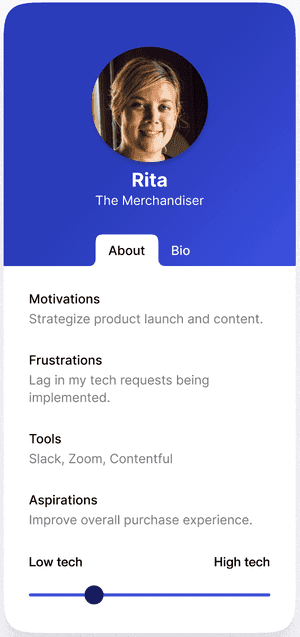 Rita
The Merchandiser
About Bio
Motivations
Strategize product launch and content.
Frustrations
Lag in my tech requests being
implemented.
Tools
Slack, Zoom, Contentful
Aspirations
Improve overall purchase experience.
Low tech High tech